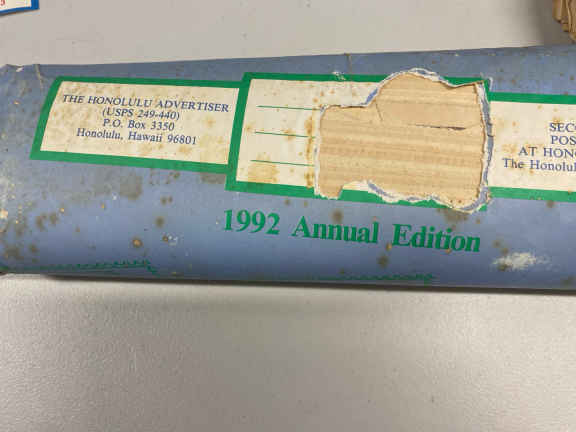 THE HONOLULU ADVERTISER
(USPS 249-440)
P.O. Box 3350
Honolulu, Hawaii 96801
SEC
POS
AT HONO
The Honolul
1992 Annual Edition